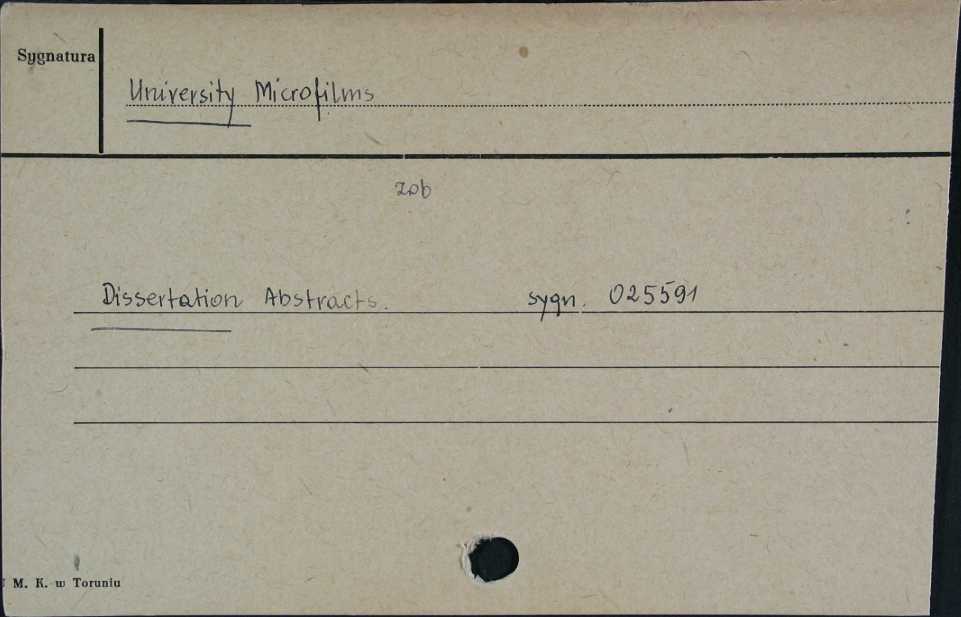 Sygnatura
University Microfilms
zob
Dissertation Abstracts. sygn. 025591
M. K. w Toruniu